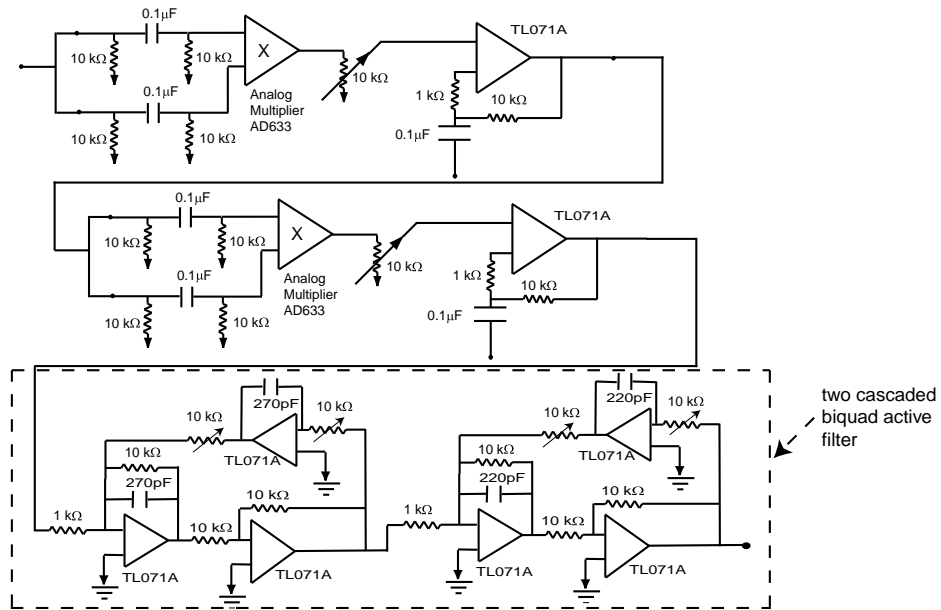 0.1µF
TL071A
10 kΩ
10 kΩ
X
10 kΩ
0.1µF
Analog
Multiplier
AD633
1 kΩ
10 kΩ
10 kΩ
10 kΩ
0.1µF
0.1µF
TL071A
10 kΩ
10 kΩ
X
10 kΩ
0.1µF
Analog
Multiplier
AD633
1 kΩ
10 kΩ
10 kΩ
10 kΩ
0.1µF
270pF
10 kΩ
10 kΩ
TL071A
10 kΩ
270pF
1 kΩ
10 kΩ
10 kΩ
TL071A
TL071A
220pF
10 kΩ
10 kΩ
TL071A
10 kΩ
220pF
1 kΩ
10 kΩ
10 kΩ
TL071A
TL071A
two cascaded
biquad active
filter